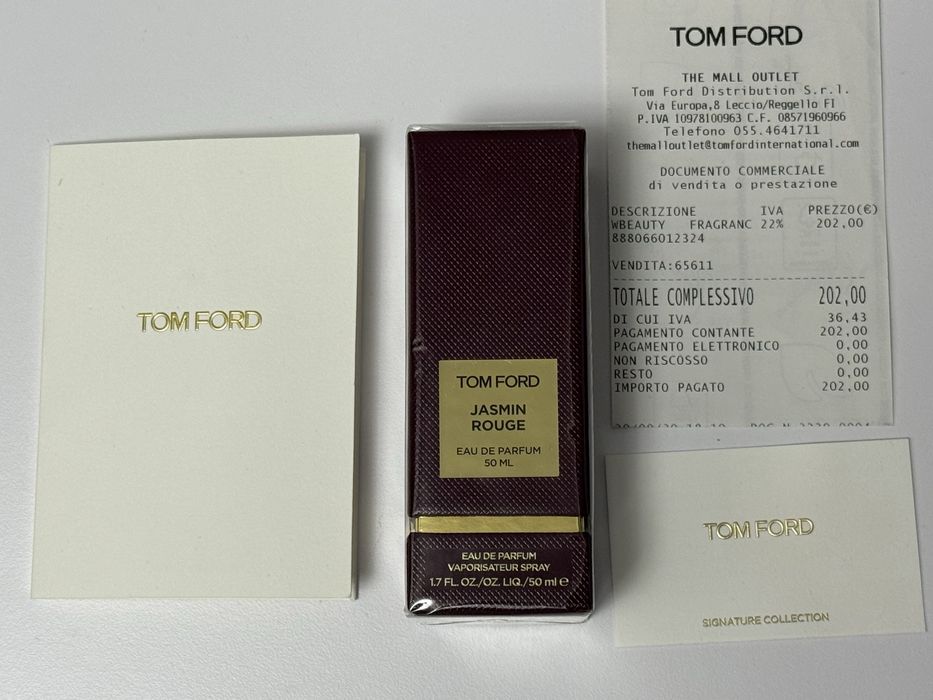 TOM FORD
TOM FORD
JASMIN
ROUGE
EAU DE PARFUM
50 ML
EAU DE PARFUM
VAPORISATEUR SPRAY
1.7 FL. OZ./OZ. LIQ./50 ml e
TOM FORD
THE MALL OUTLET
Tom Ford Distribution S.r.l.
Via Europa,8 Leccio/Reggello FI
P.IVA 10978100963 C.F. 08571960966
Telefono 055.4641711
themalloutlet@tomfordinternational.com
DOCUMENTO COMMERCIALE
di vendita o prestazione
DESCRIZIONE IVA PREZZO(€)
WBEAUTY FRAGRANC 22% 202,00
888066012324
VENDITA:65611
TOTALE COMPLESSIVO 202,00
DI CUI IVA 36,43
PAGAMENTO CONTANTE 202,00
PAGAMENTO ELETTRONICO 0,00
NON RISCOSSO 0,00
RESTO 0,00
IMPORTO PAGATO 202,00
TOM FORD
SIGNATURE COLLECTION